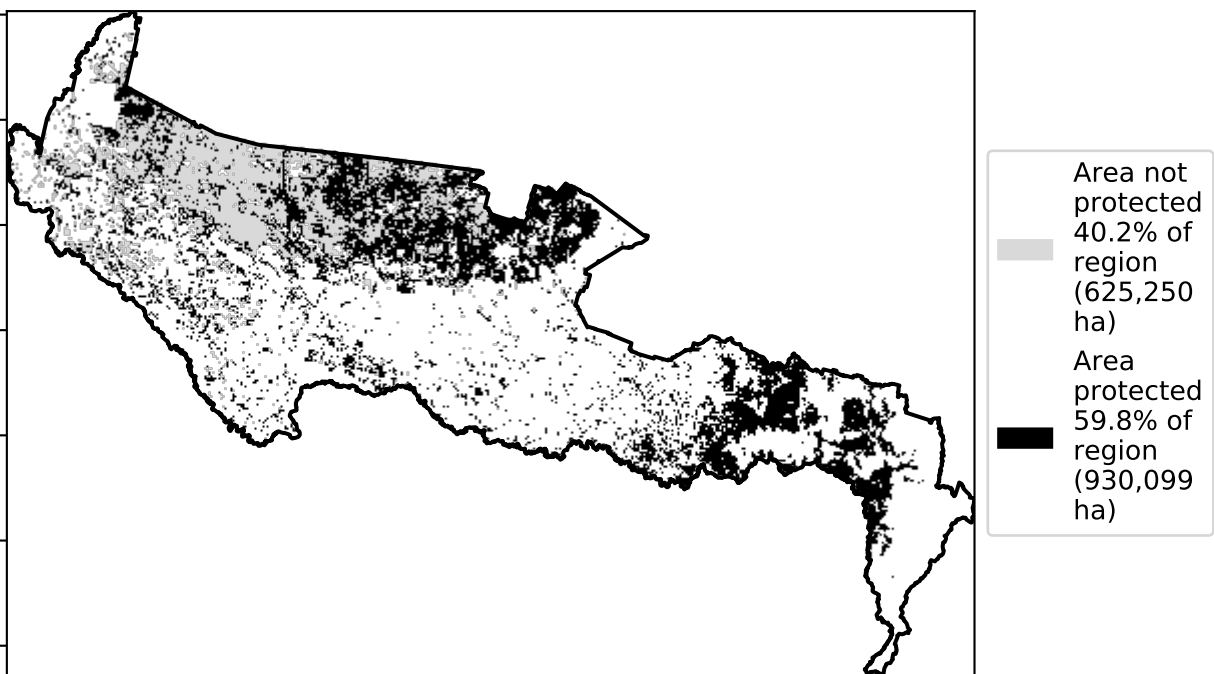 Area not
protected
40.2% of
region
(625,250
ha)
Area
protected
59.8% of
region
(930,099
ha)